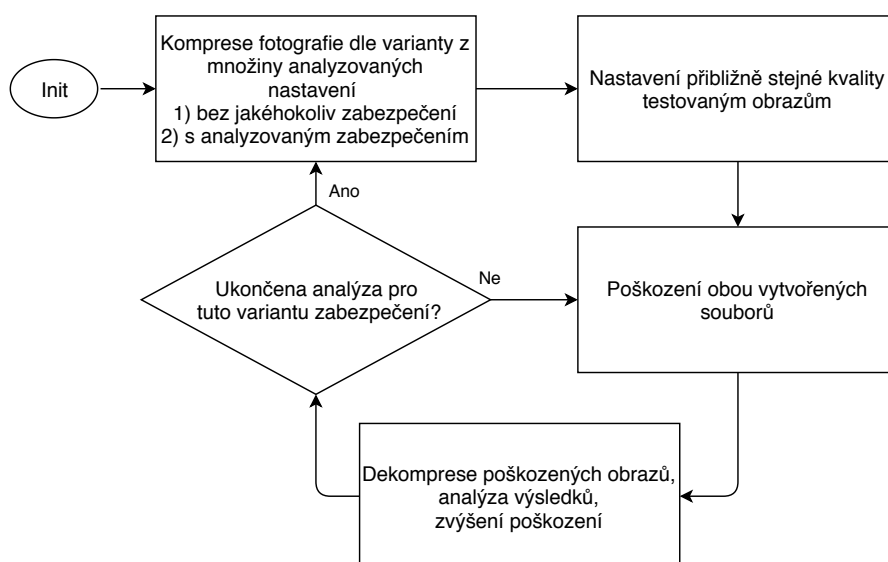 Init
Komprese fotografie dle varianty z
množiny analyzovaných
nastavení
1) bez jakéhokoliv zabezpečení
2) s analyzovaným zabezpečením
Nastavení přibližně stejné kvality
testovaným obrazům
Ano
Ukončena analýza pro
tuto variantu zabezpečení?
Ne
Poškození obou vytvořených
souborů
Dekomprese poškozených obrazů,
analýza výsledků,
zvýšení poškození